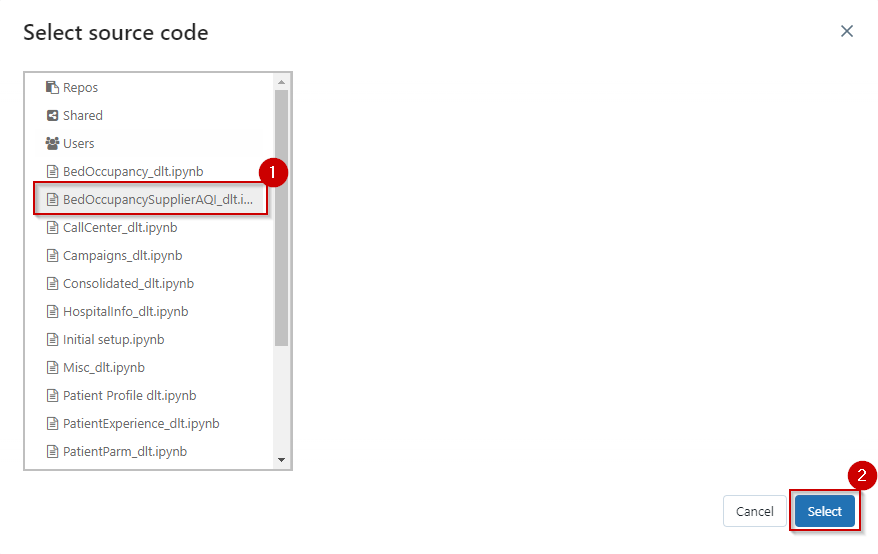 Select source code
Repos
Shared
Users
BedOccupancy_dlt.ipynb
1
BedOccupancySupplierAQI_dlt.i...
CallCenter_dlt.ipynb
Campaigns_dlt.ipynb
Consolidated_dlt.ipynb
HospitalInfo_dlt.ipynb
Initial setup.ipynb
Misc_dlt.ipynb
Patient Profile dlt.ipynb
PatientExperience_dlt.ipynb
PatientParm_dlt.ipynb
2
Cancel Select